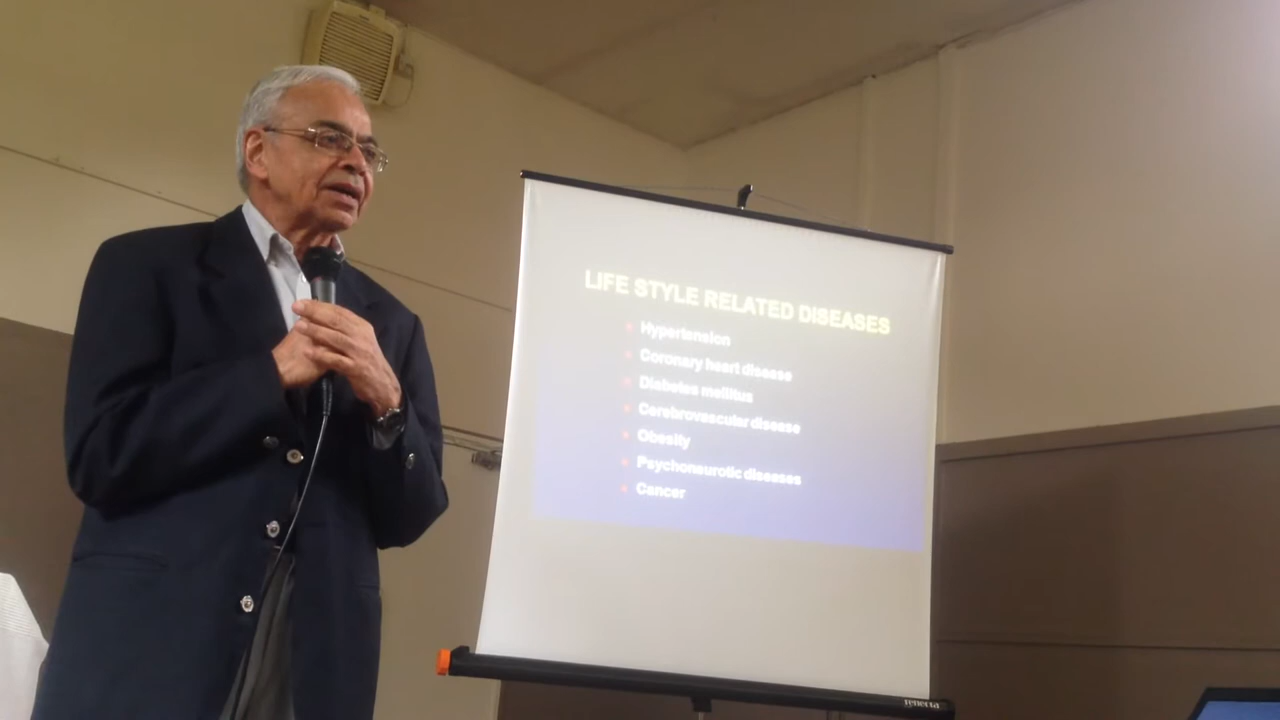 LIFE STYLE RELATED DISEASES
Hypertension
Coronary heart disease
Diabetes mellitus
Cerebrovascular disease
Obesity
Psychoneurotic diseases
Cancer